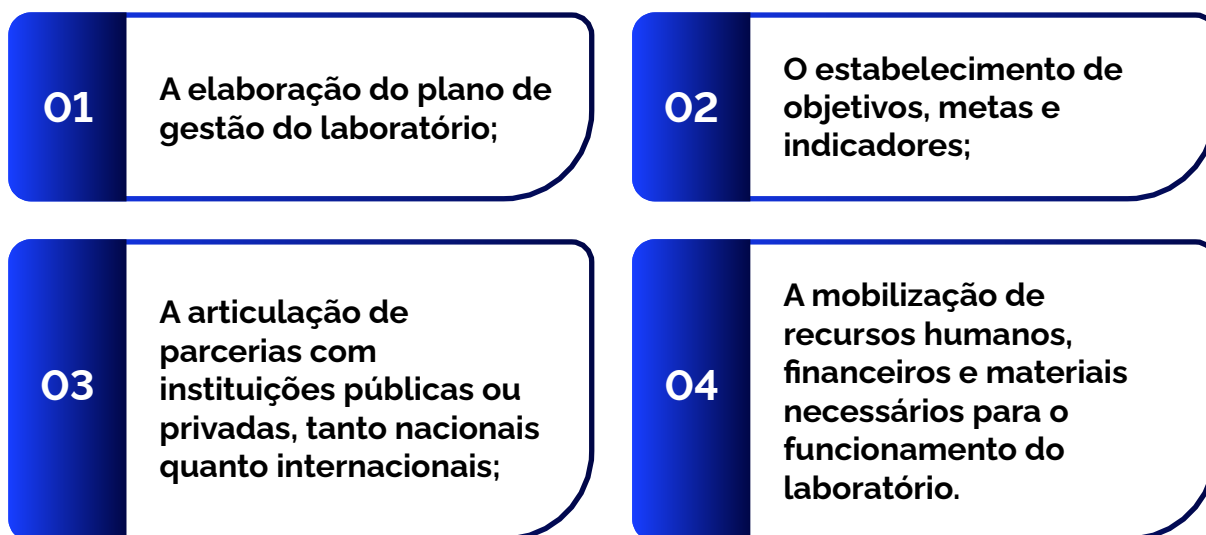 01
A elaboração do plano de
gestão do laboratório;
02
O estabelecimento de
objetivos, metas e
indicadores;
03
A articulação de
parcerias com
instituições públicas ou
privadas, tanto nacionais
quanto internacionais;
04
A mobilização de
recursos humanos,
financeiros e materiais
necessários para o
funcionamento do
laboratório.